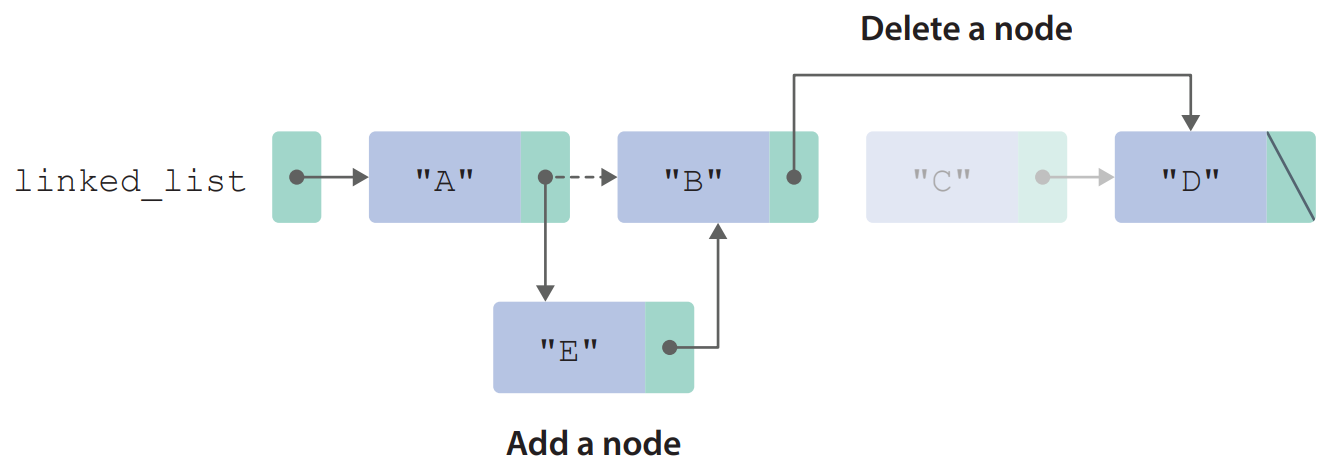 Delete a node
linked_list
"A"
"B"
"C"
"D"
"E"
Add a node